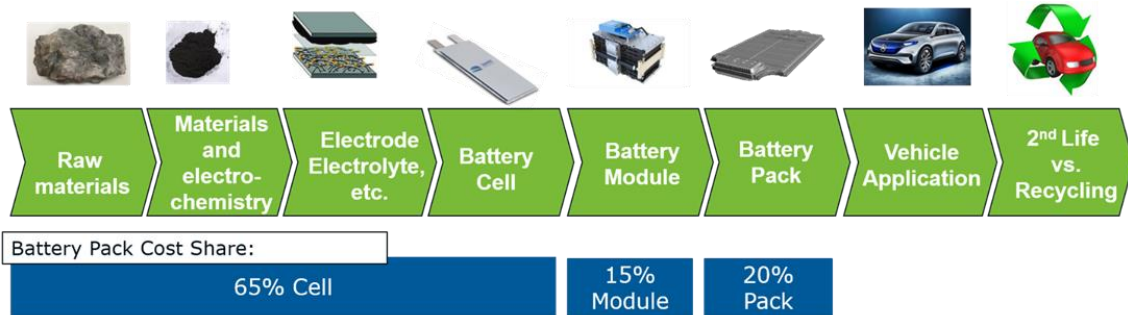 Raw
materials
Materials
and
electro-
chemistry
Electrode
Electrolyte,
etc.
Battery
Cell
Battery
Module
Battery
Pack
Vehicle
Application
2nd Life
vs.
Recycling
Battery Pack Cost Share:
65% Cell
15%
Module
20%
Pack